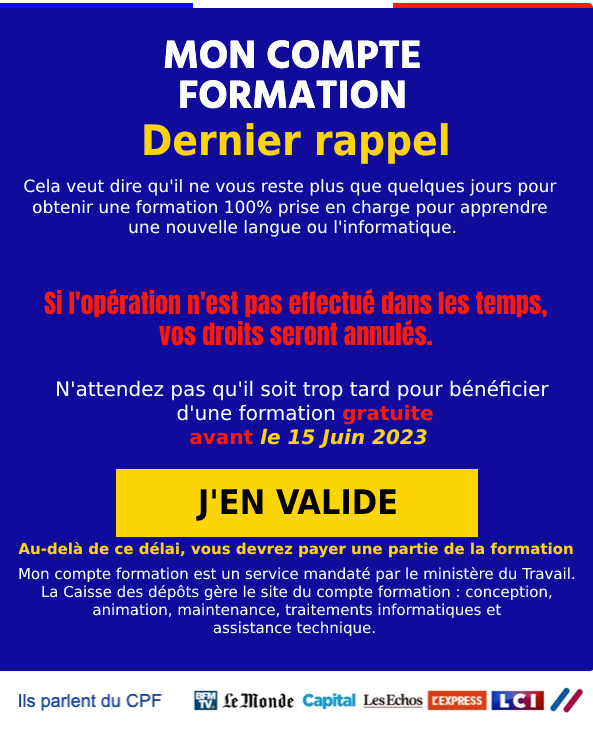 MON COMPTE
FORMATION
Dernier rappel
Cela veut dire qu'il ne vous reste plus que quelques jours pour
obtenir une formation 100% prise en charge pour apprendre
une nouvelle langue ou l'informatique.
Si l'opération n'est pas effectué dans les temps,
vos droits seront annulés.
N'attendez pas qu'il soit trop tard pour bénéficier
d'une formation gratuite
avant le 15 Juin 2023
J'EN VALIDE
Au-delà de ce délai, vous devrez payer une partie de la formation
Mon compte formation est un service mandaté par le ministère du Travail.
La Caisse des dépôts gère le site du compte formation : conception,
animation, maintenance, traitements informatiques et
assistance technique.
Ils parlent du CPF BFM TV. Le Monde Capital Les Echos L'EXPRESS LCI